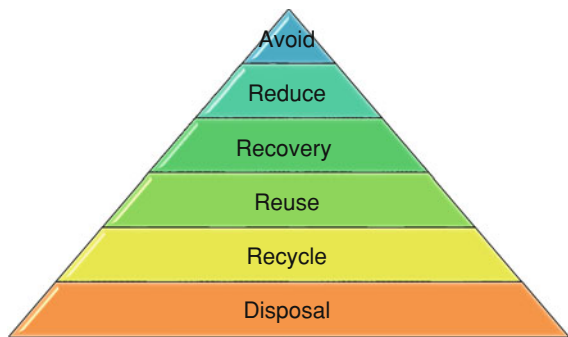 Avoid
Reduce
Recovery
Reuse
Recycle
Disposal